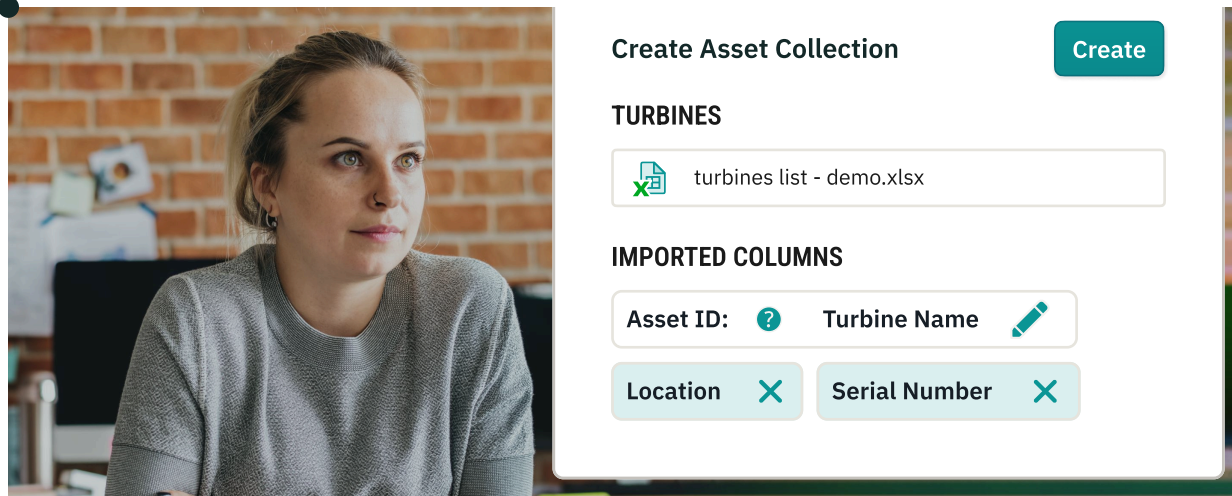 Create Asset Collection Create
TURBINES
turbines list - demo.xlsx
IMPORTED COLUMNS
Asset ID: ? Turbine Name
Location Serial Number